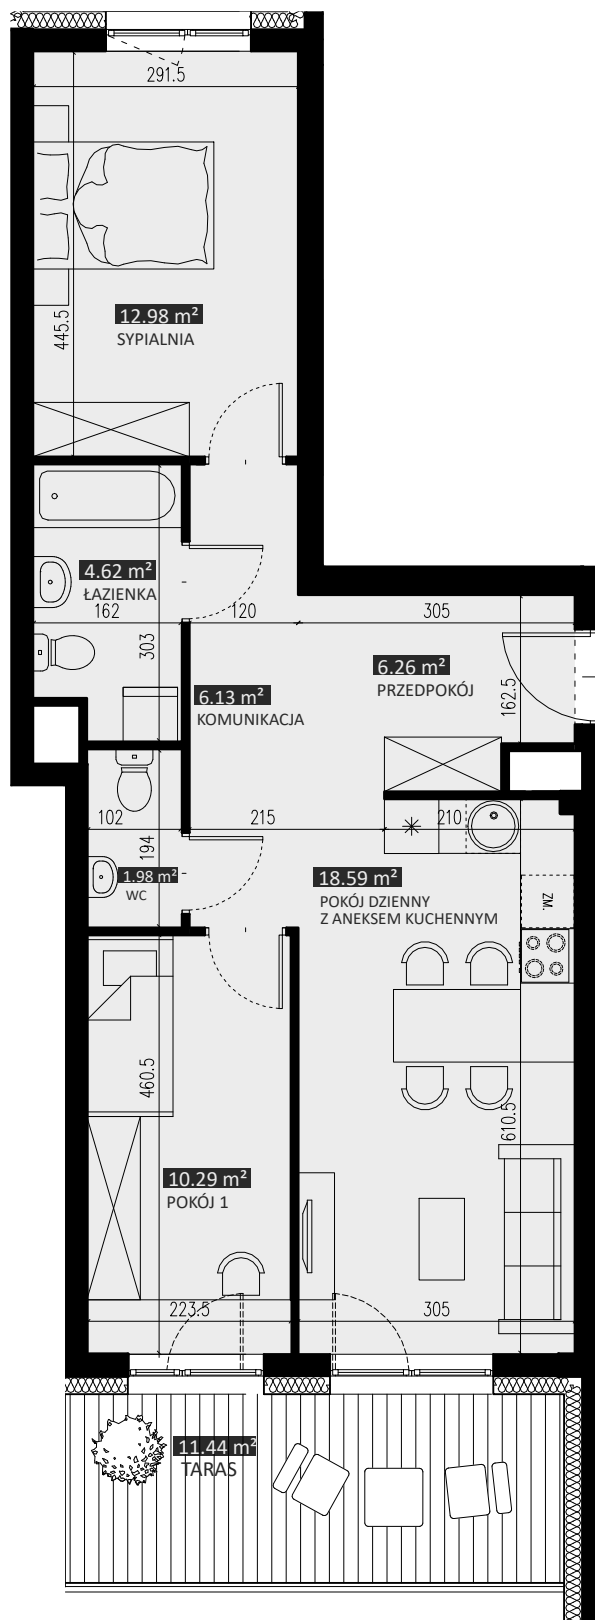 291.5
445.5
12.98 m²
SYPIALNIA
4.62 m²
ŁAZIENKA
162
120
305
303
6.26 m²
PRZEDPOKÓJ
162.5
6.13 m²
KOMUNIKACJA
102
215
210
194
1.98 m²
WC
18.59 m²
POKÓJ DZIENNY
Z ANEKSEM KUCHENNYM
ZM.
460.5
610.5
10.29 m²
POKÓJ 1
223.5
305
11.44 m²
TARAS